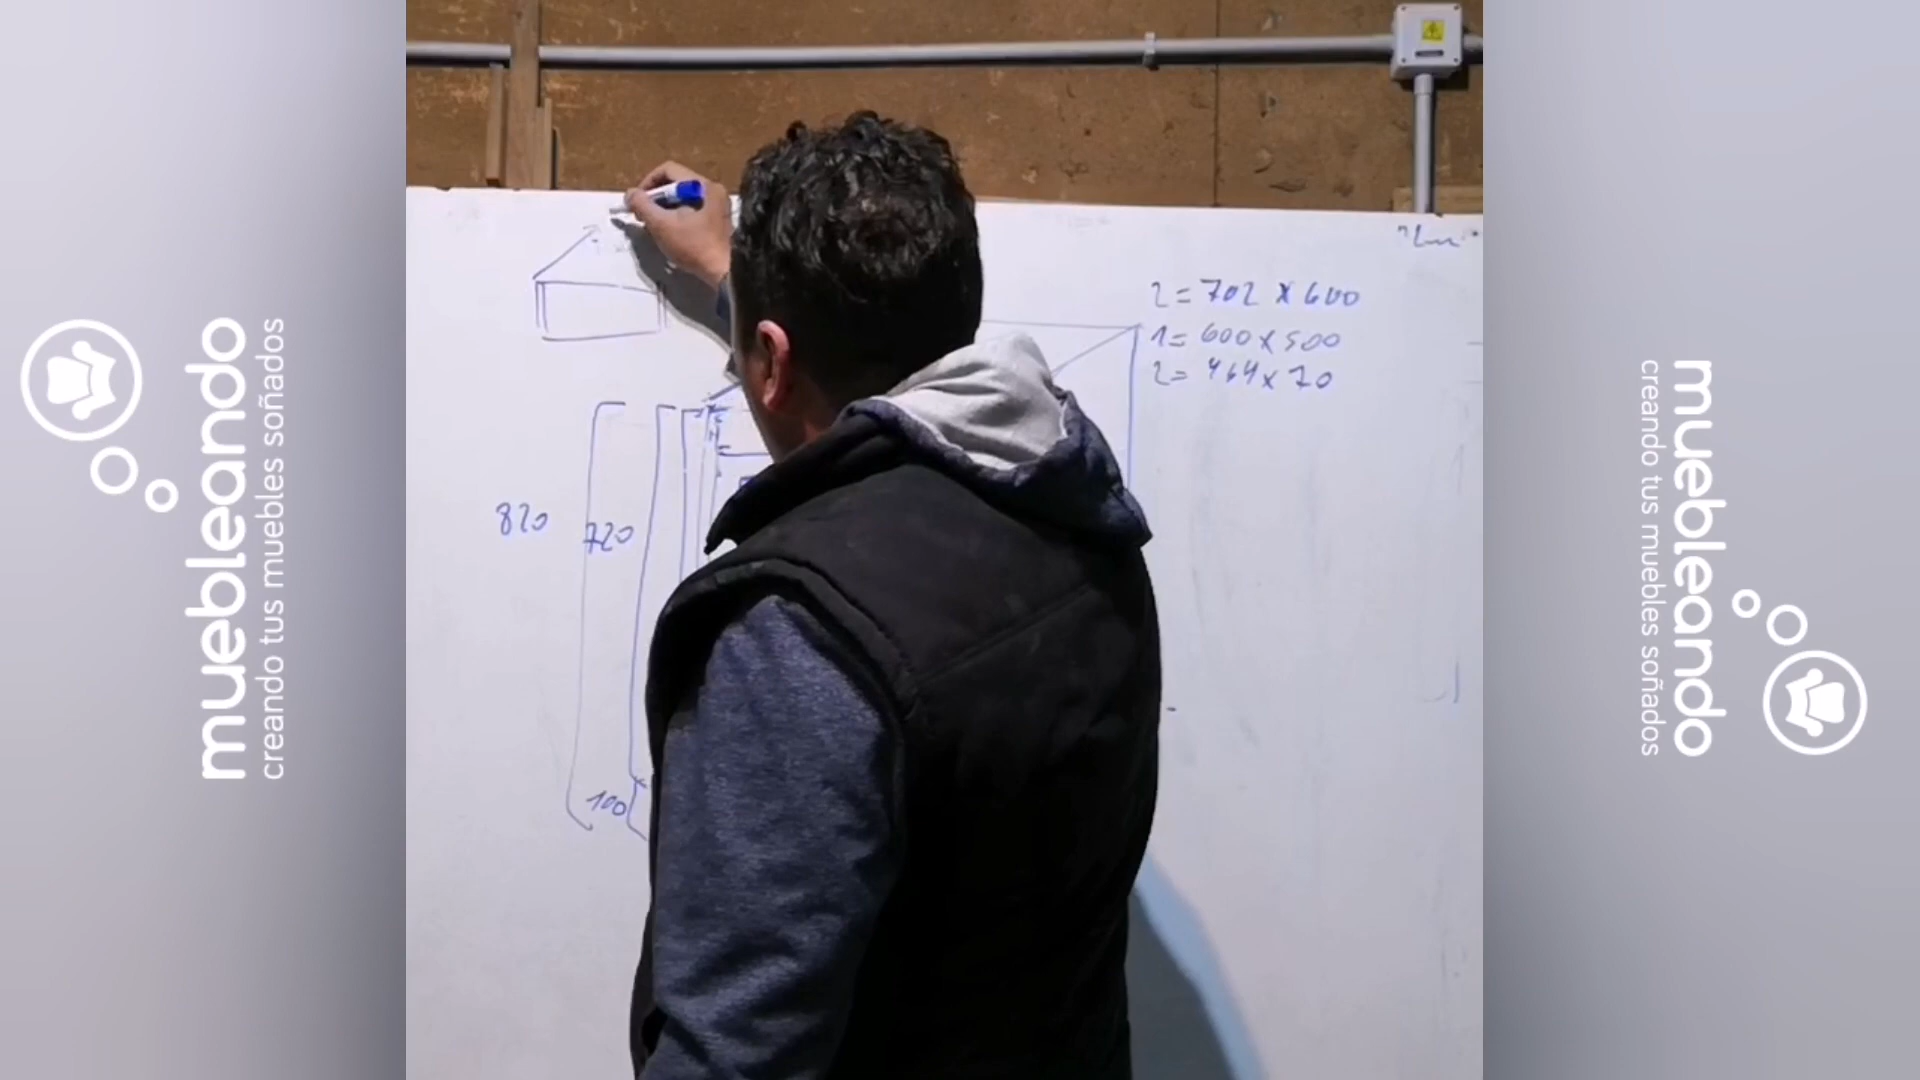 muebleando
creando tus muebles soñados
2 = 702 x 600
1 = 600 x 500
2 = 464 x 70
820
720
100
muebleando
creando tus muebles soñados